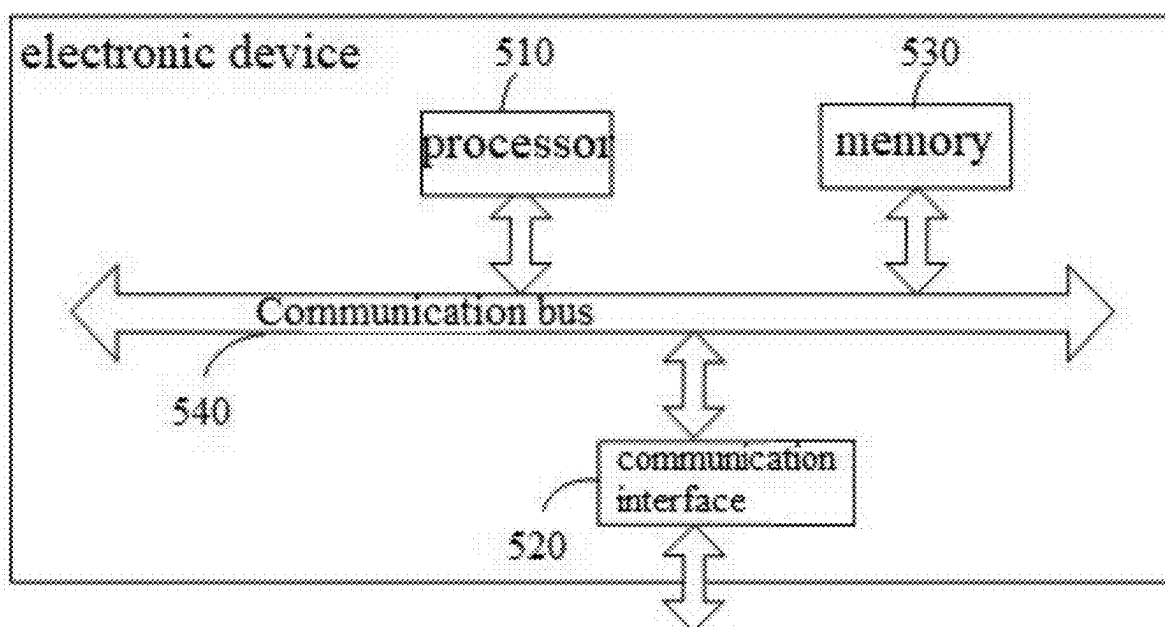 electronic device
510
530
processor
memory
Communication bus
540
communication
interface
520